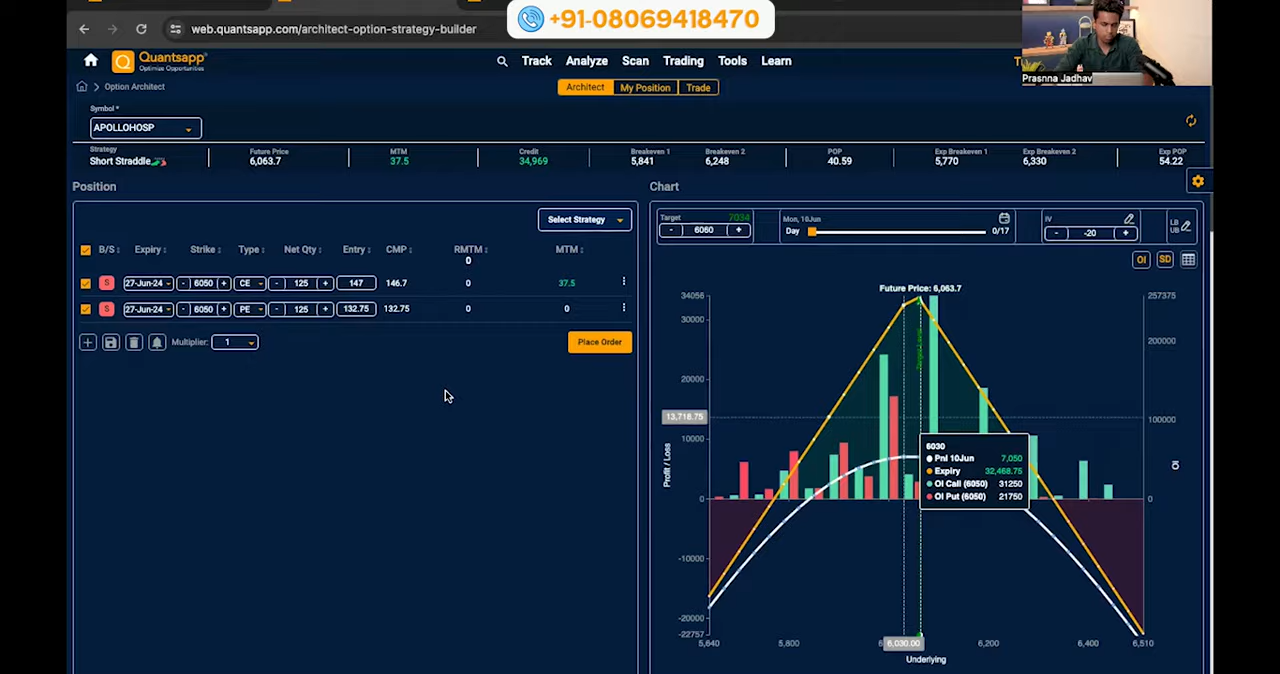 +91-08069418470
web.quantsapp.com/architect-option-strategy-builder
Quantsapp
Optimize Opportunities
Track Analyze Scan Trading Tools Learn
Prasnna Jadhav
Option Architect
Architect My Position Trade
Symbol *
APOLLOHOSP
Strategy Future Price MTM Credit Breakeven 1 Breakeven 2 POP Exp Breakeven 1 Exp Breakeven 2 Exp POP
Short Straddle 6,063.7 37.5 34,969 5,841 6,248 40.59 5,770 6,330 54.22
Position
Chart
Select Strategy
B/S Expiry Strike Type Net Qty Entry CMP RMTM MTM
0
S 27-Jun-24 - 6050 + CE - 125 + 147 146.7 0 37.5
S 27-Jun-24 - 6050 + PE - 125 + 132.75 132.75 0 0
Multiplier: 1
Place Order
Target 7034
- 6060 +
Mon, 10Jun
Day 0/17
IV
- -20 +
LB
UB
OI SD
Future Price: 6,063.7
34056 257375
30000
200000
20000
13,718.75
100000
10000
6030
Pnl 10Jun 7,050
Expiry 32,468.75
OI Call (6050) 31250
OI Put (6050) 21750
Profit / Loss
OI
0 0
-10000
-20000
-22757
5,640 5,800 6,030.00 6,200 6,400 6,510
Underlying